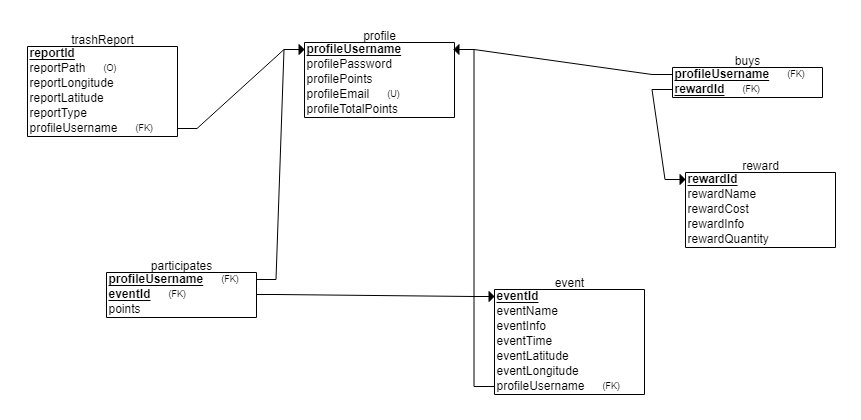 trashReport
reportId
reportPath (O)
reportLongitude
reportLatitude
reportType
profileUsername (FK)
profile
profileUsername
profilePassword
profilePoints
profileEmail (U)
profileTotalPoints
buys
profileUsername (FK)
rewardId (FK)
reward
rewardId
rewardName
rewardCost
rewardInfo
rewardQuantity
participates
profileUsername (FK)
eventId (FK)
points
event
eventId
eventName
eventInfo
eventTime
eventLatitude
eventLongitude
profileUsername (FK)